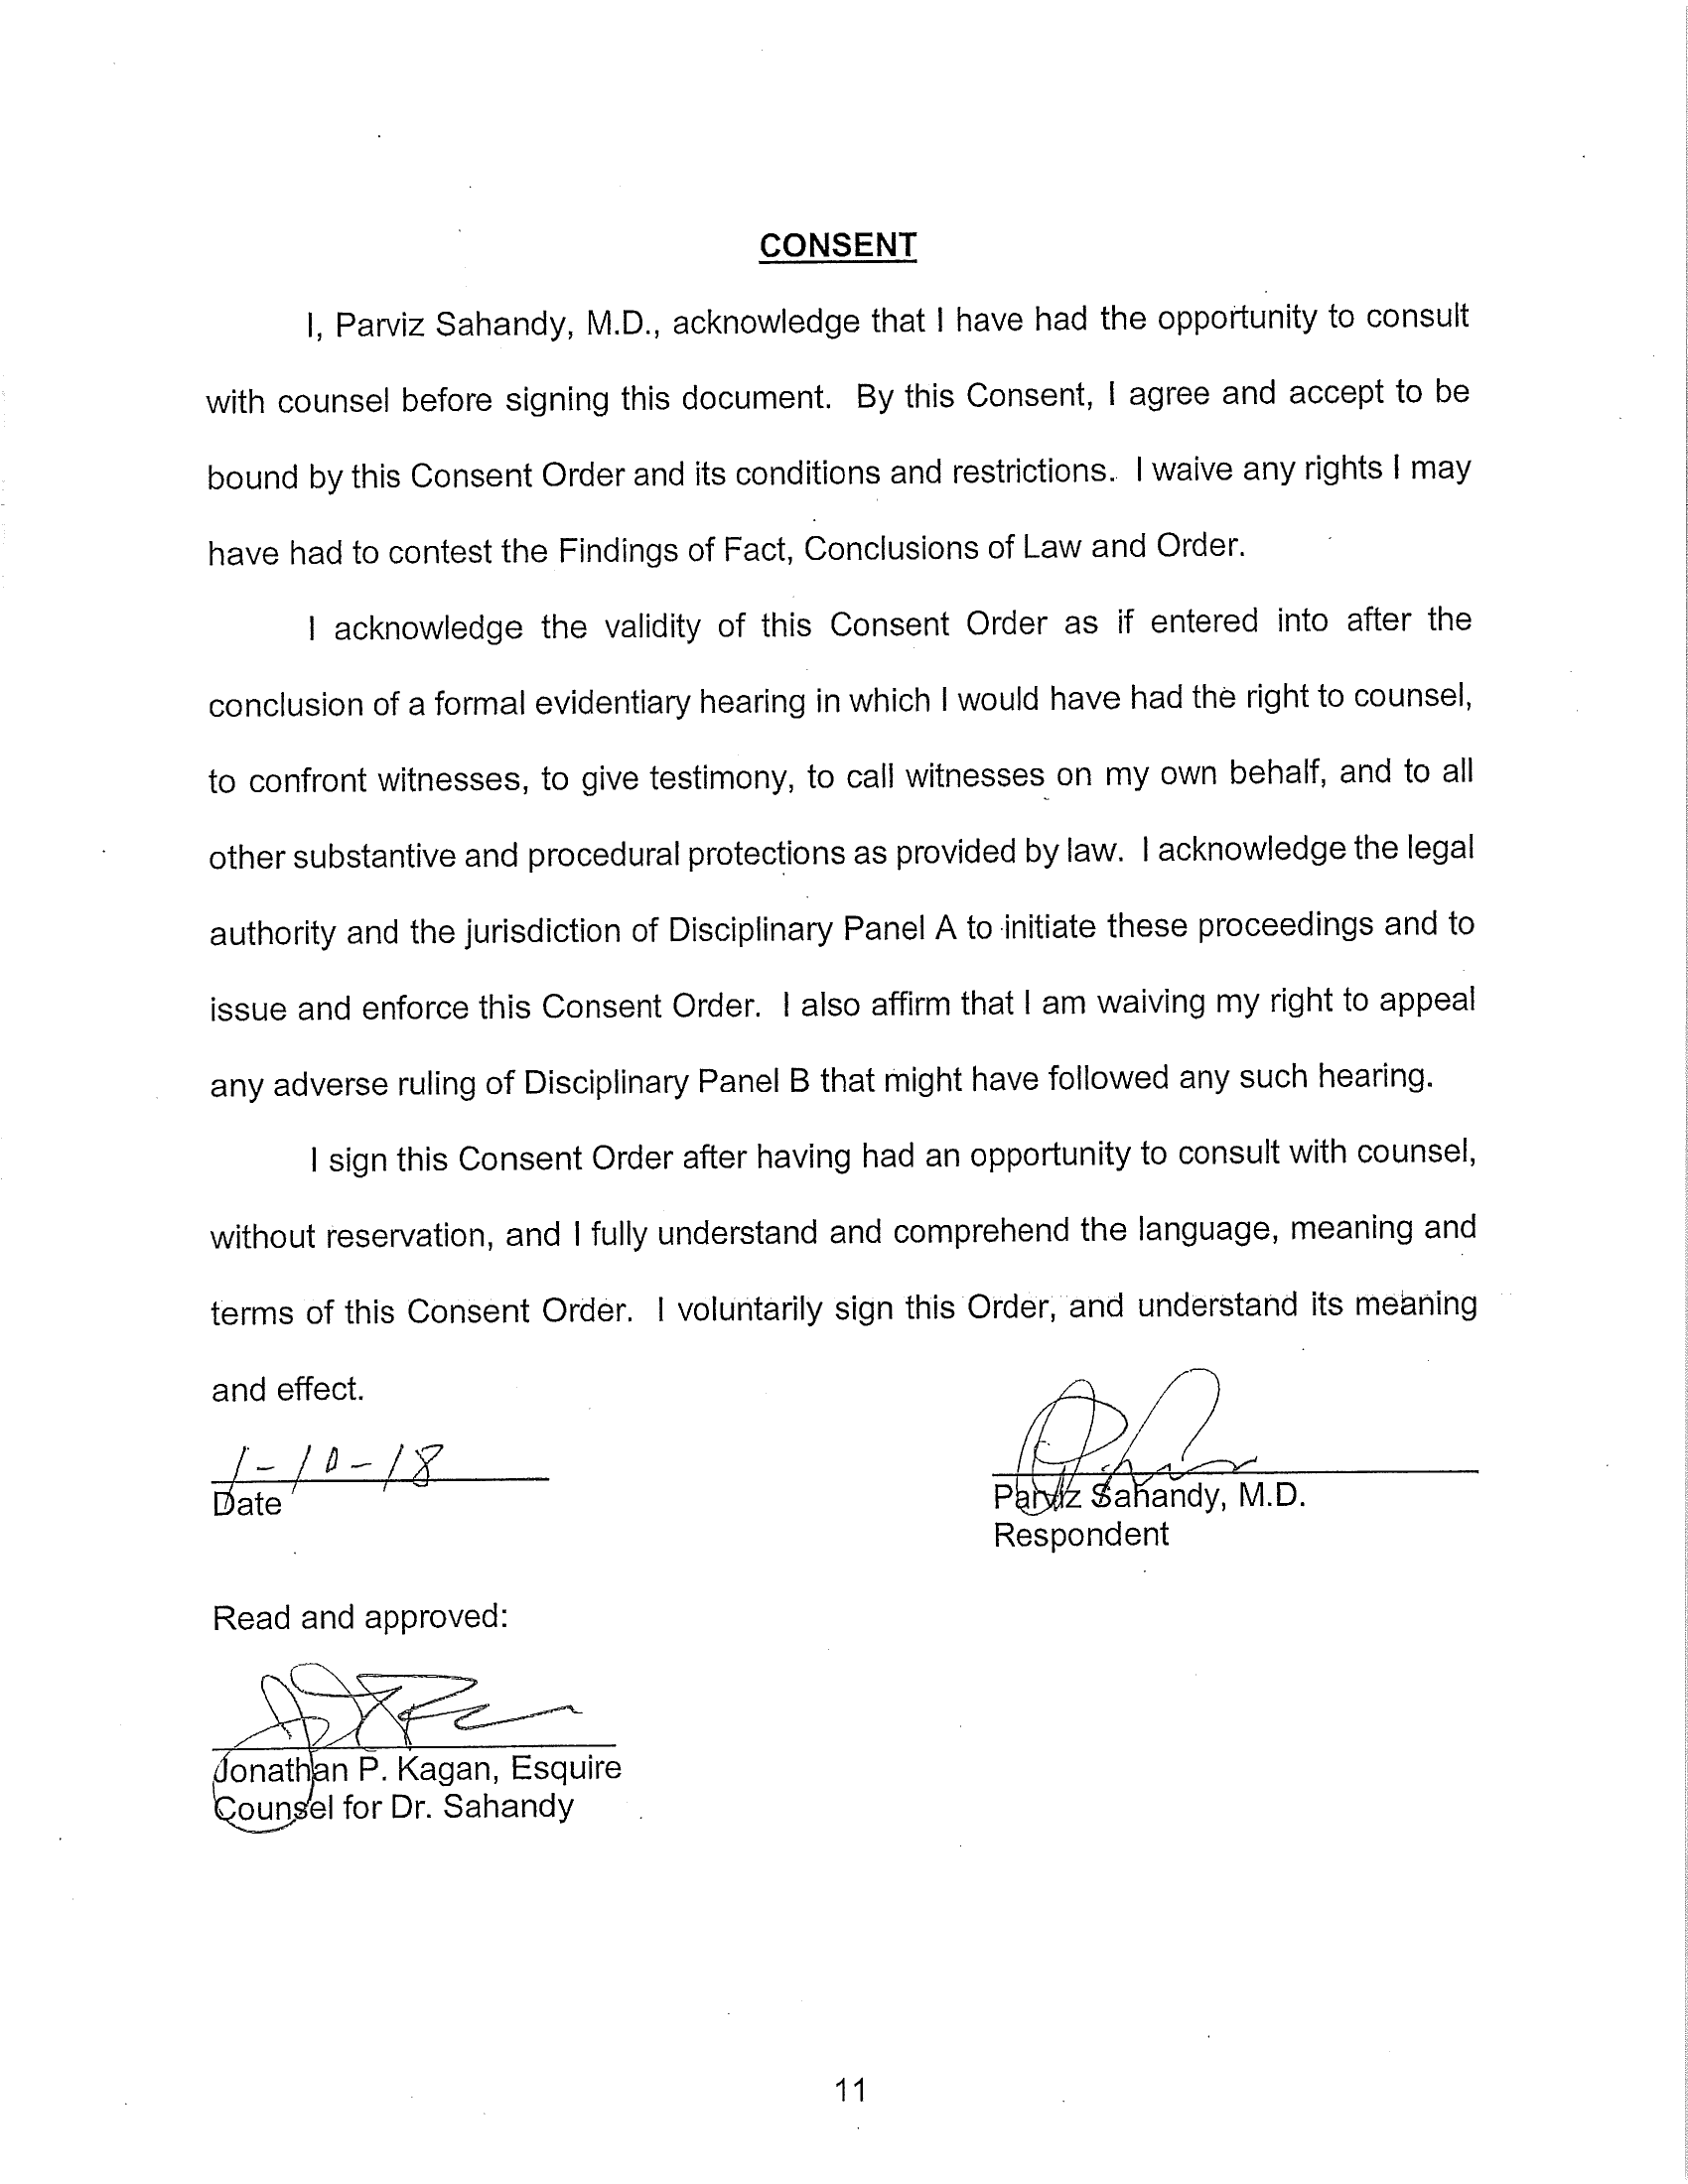 CONSENT
I, Parviz Sahandy, M.D., acknowledge that I have had the opportunity to consult
with counsel before signing this document. By this Consent, I agree and accept to be
bound by this Consent Order and its conditions and restrictions. I waive any rights I may
have had to contest the Findings of Fact, Conclusions of Law and Order.
I acknowledge the validity of this Consent Order as if entered into after the
conclusion of a formal evidentiary hearing in which I would have had the right to counsel,
to confront witnesses, to give testimony, to call witnesses on my own behalf, and to all
other substantive and procedural protections as provided by law. I acknowledge the legal
authority and the jurisdiction of Disciplinary Panel A to initiate these proceedings and to
issue and enforce this Consent Order. I also affirm that I am waiving my right to appeal
any adverse ruling of Disciplinary Panel B that might have followed any such hearing.
I sign this Consent Order after having had an opportunity to consult with counsel,
without reservation, and I fully understand and comprehend the language, meaning and
terms of this Consent Order. I voluntarily sign this Order, and understand its meaning
and effect.
1-10-18
Date
Parviz Sahandy, M.D.
Respondent
Read and approved:
Jonathan P. Kagan, Esquire
Counsel for Dr. Sahandy
11